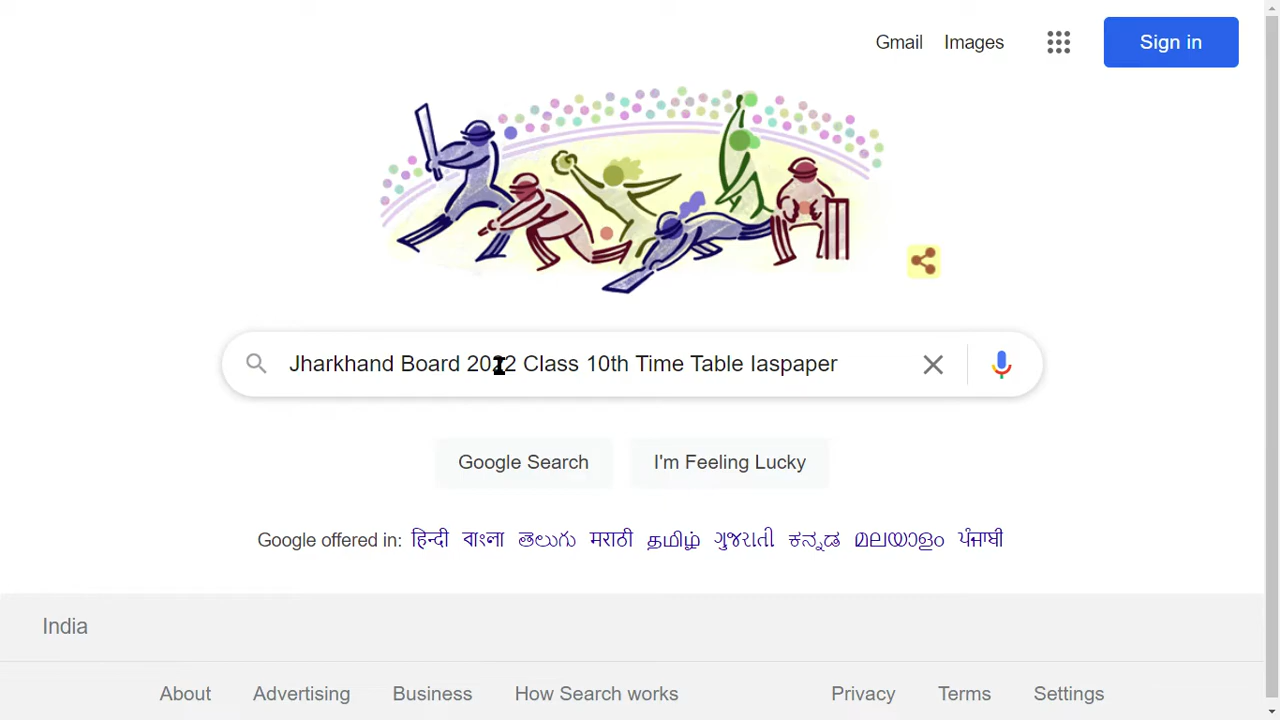 Gmail Images Sign in
Jharkhand Board 2022 Class 10th Time Table Iaspaper
Google Search I'm Feeling Lucky
Google offered in: हिन्दी বাংলা తెలుగు मराठी தமிழ் ગુજરાતી ಕನ್ನಡ മലയാളം ਪੰਜਾਬੀ
India
About Advertising Business How Search works Privacy Terms Settings